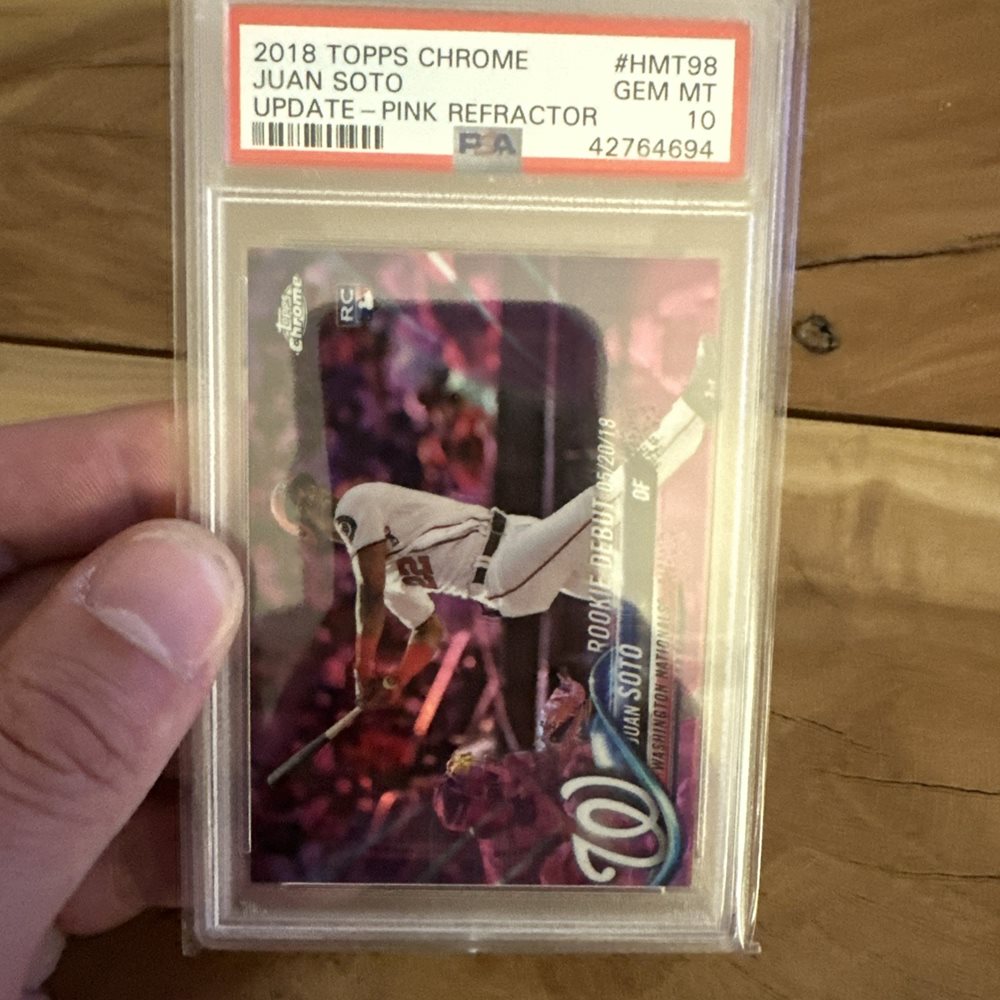 2018 TOPPS CHROME #HMT98
JUAN SOTO GEM MT
UPDATE – PINK REFRACTOR 10
PSA 42764694
Topps
Chrome
RC
22
ROOKIE DEBUT 05/20/18
JUAN SOTO OF
WASHINGTON NATIONALS
W